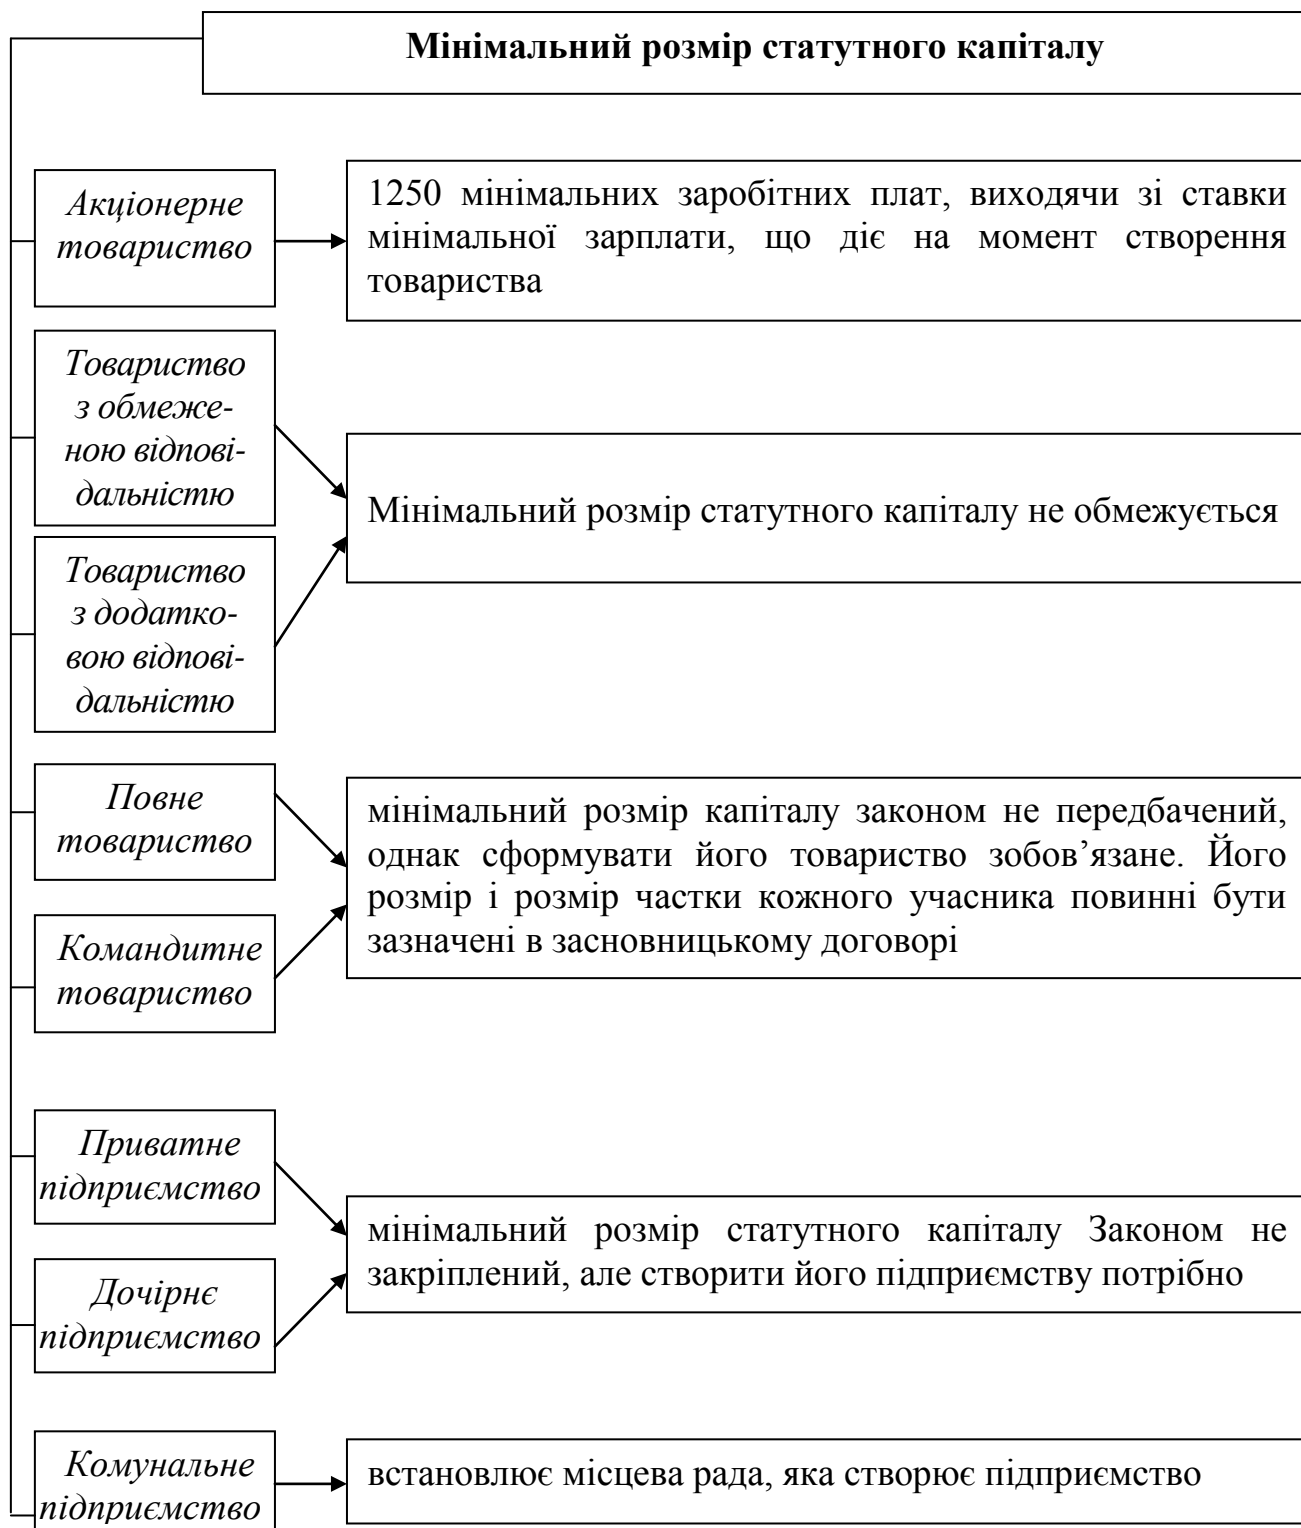 Мінімальний розмір статутного капіталу
Акціонерне
товариство
1250 мінімальних заробітних плат, виходячи зі ставки
мінімальної зарплати, що діє на момент створення
товариства
Товариство
з обмеже-
ною відпові-
дальністю
Мінімальний розмір статутного капіталу не обмежується
Товариство
з додатко-
вою відпові-
дальністю
Повне
товариство
мінімальний розмір капіталу законом не передбачений,
однак сформувати його товариство зобов’язане. Його
розмір і розмір частки кожного учасника повинні бути
зазначені в засновницькому договорі
Командитне
товариство
Приватне
підприємство
мінімальний розмір статутного капіталу Законом не
закріплений, але створити його підприємству потрібно
Дочірнє
підприємство
Комунальне
підприємство
встановлює місцева рада, яка створює підприємство